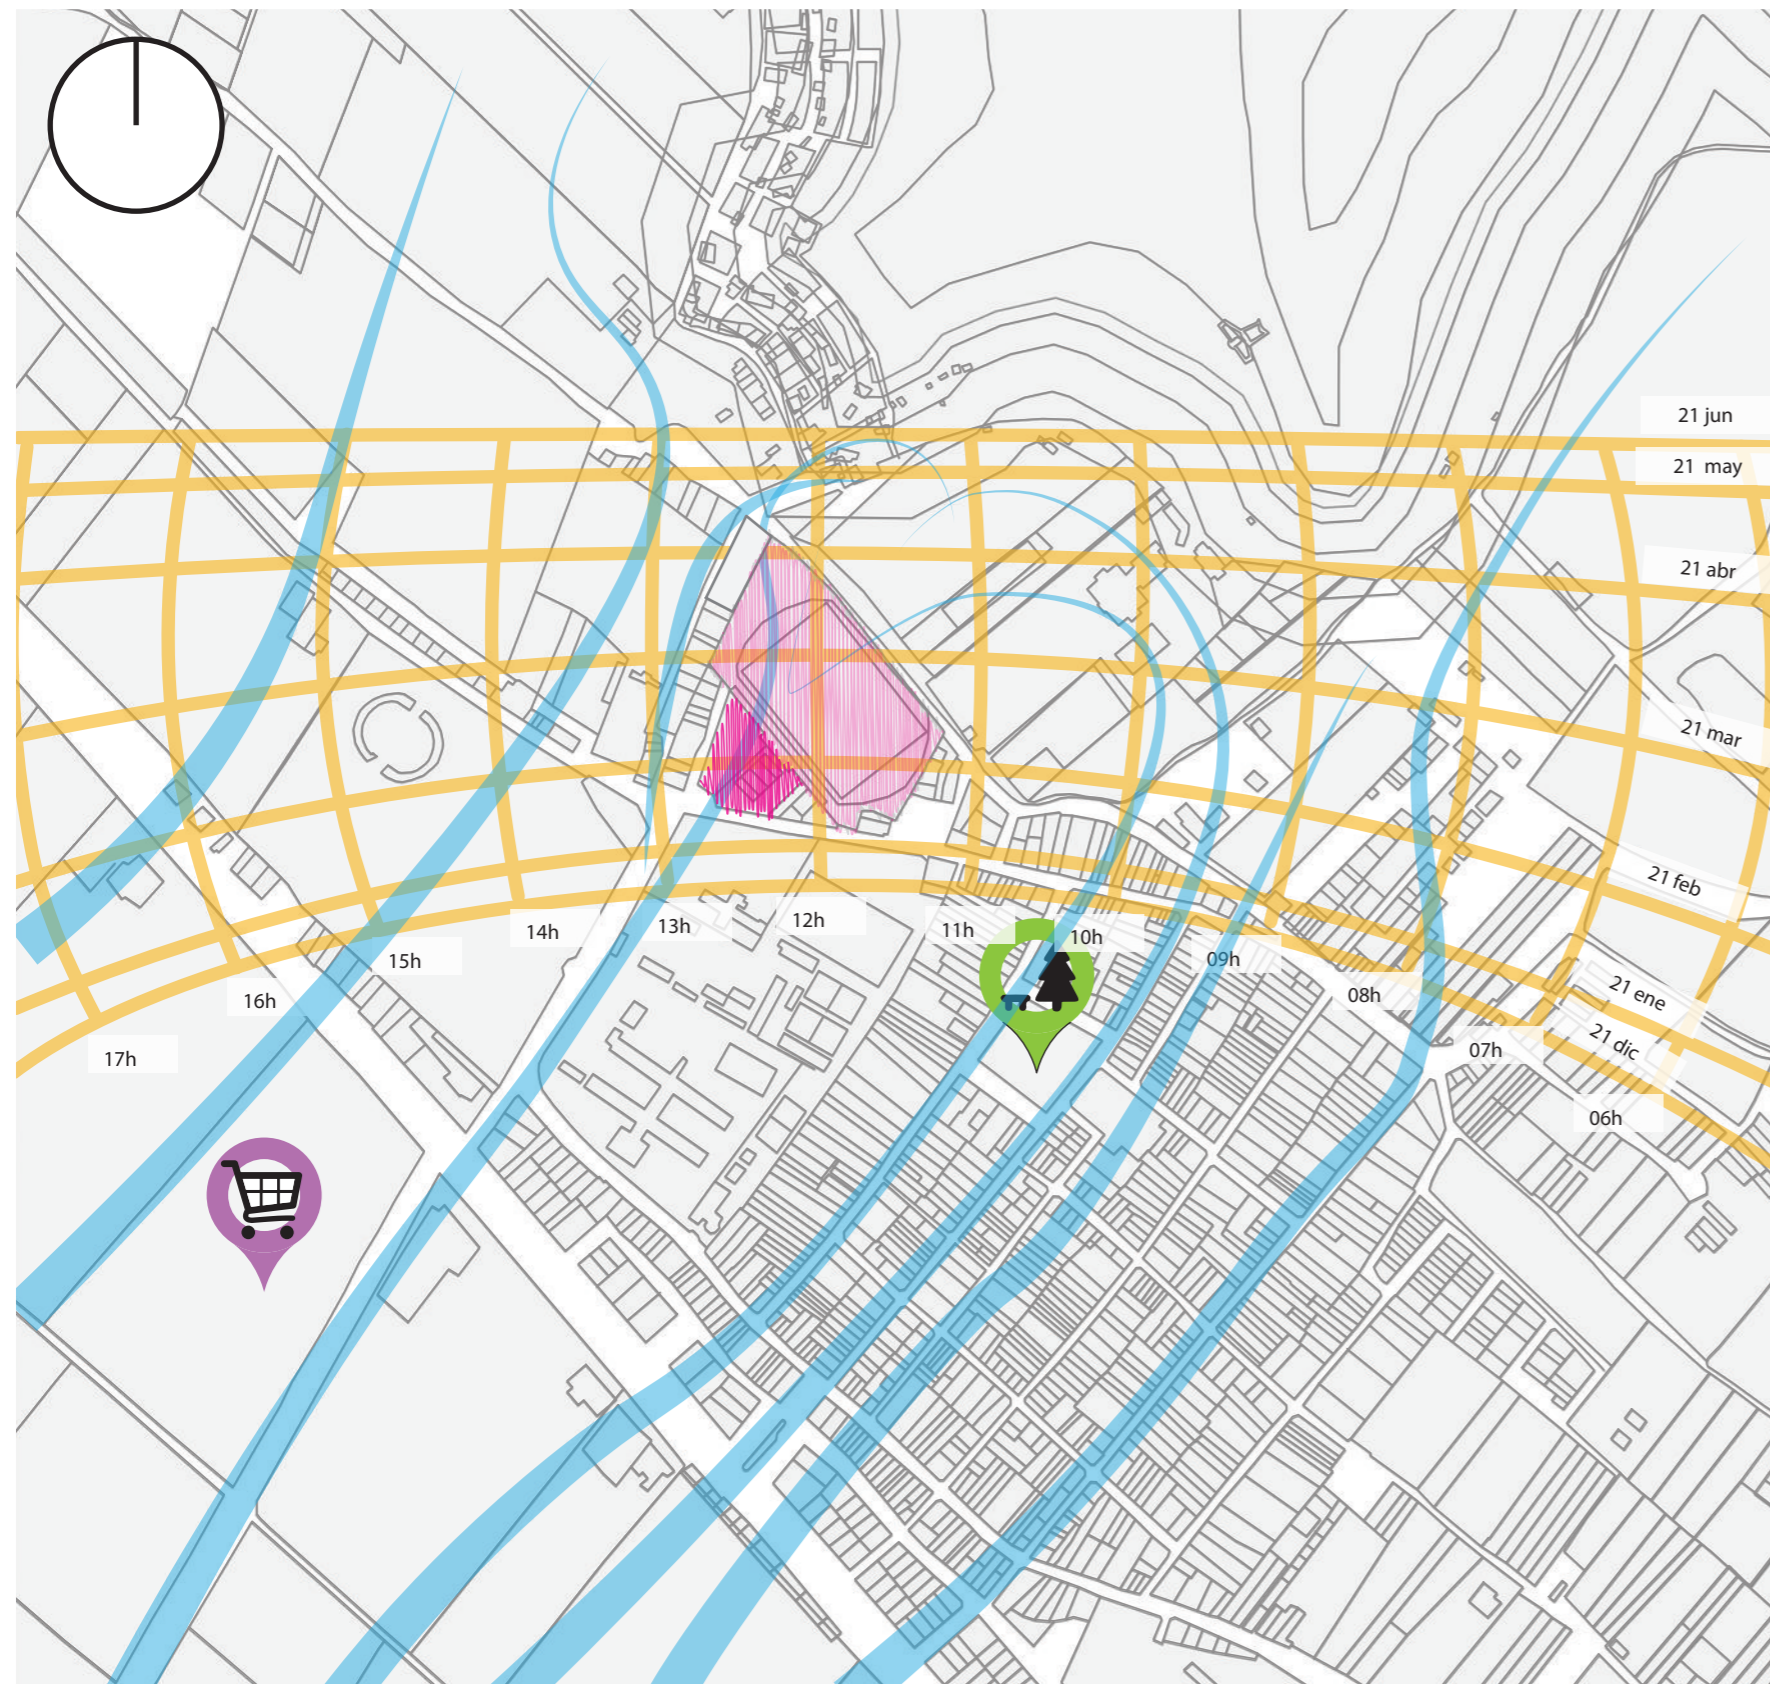 21 jun
21 may
21 abr
21 mar
21 feb
21 ene
21 dic
12h
11h
13h
14h
10h
15h
09h
16h
08h
17h
07h
06h